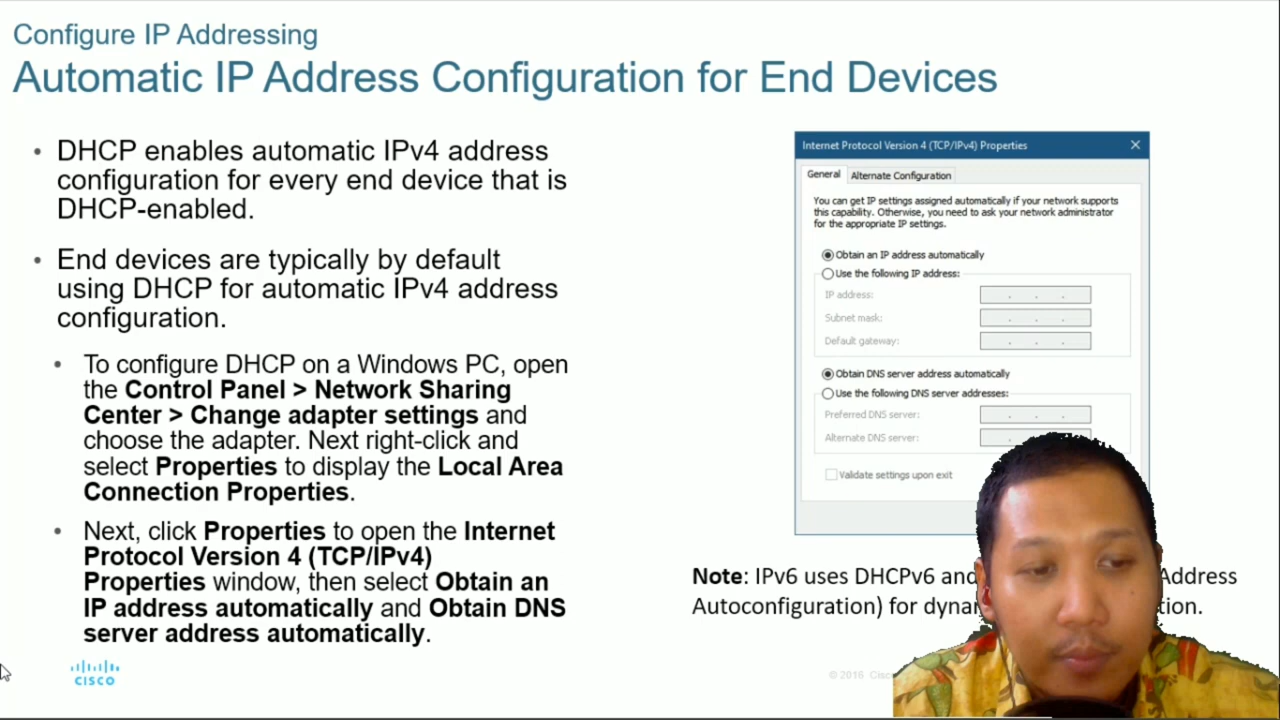 Configure IP Addressing
Automatic IP Address Configuration for End Devices
• DHCP enables automatic IPv4 address
configuration for every end device that is
DHCP-enabled.
• End devices are typically by default
using DHCP for automatic IPv4 address
configuration.
• To configure DHCP on a Windows PC, open
the Control Panel > Network Sharing
Center > Change adapter settings and
choose the adapter. Next right-click and
select Properties to display the Local Area
Connection Properties.
• Next, click Properties to open the Internet
Protocol Version 4 (TCP/IPv4)
Properties window, then select Obtain an
IP address automatically and Obtain DNS
server address automatically.
Internet Protocol Version 4 (TCP/IPv4) Properties
General Alternate Configuration
You can get IP settings assigned automatically if your network supports
this capability. Otherwise, you need to ask your network administrator
for the appropriate IP settings.
Obtain an IP address automatically
Use the following IP address:
IP address:
Subnet mask:
Default gateway:
Obtain DNS server address automatically
Use the following DNS server addresses:
Preferred DNS server:
Alternate DNS server:
Validate settings upon exit
Note: IPv6 uses DHCPv6 and Address
Autoconfiguration) for
CISCO
© 2016